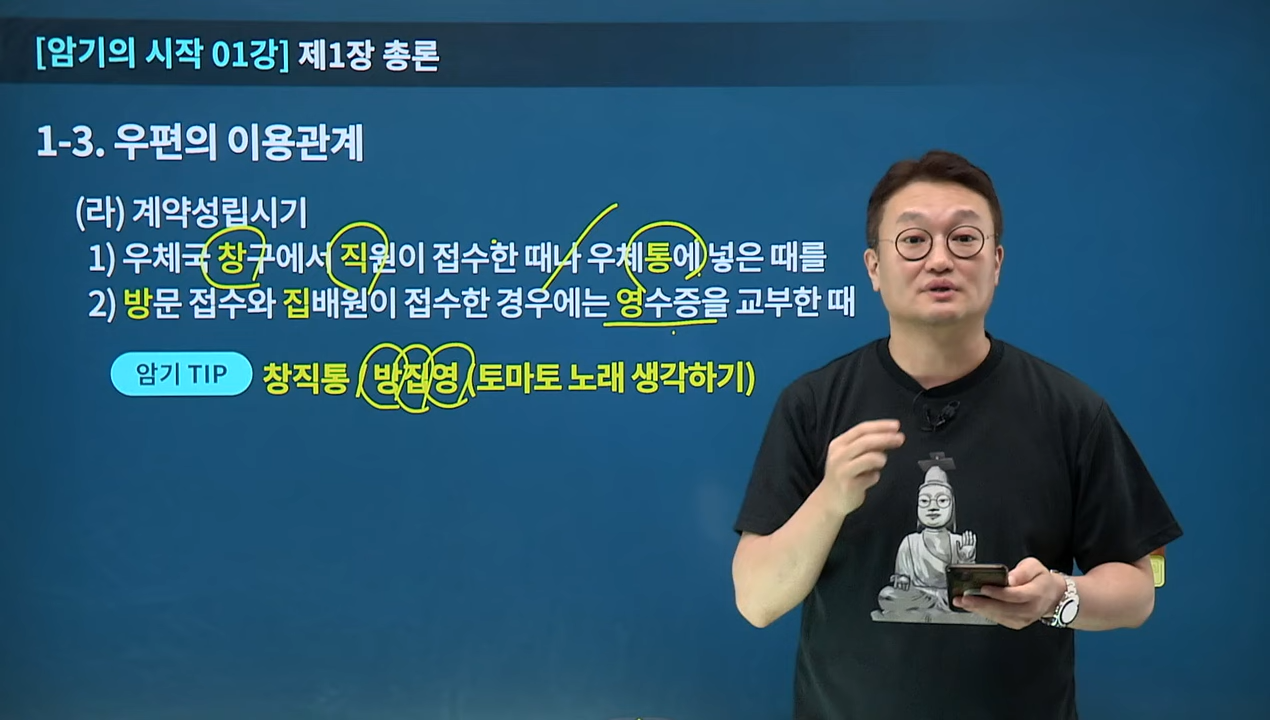 [암기의 시작 01강] 제1장 총론
1-3. 우편의 이용관계
(라) 계약성립시기
1) 우체국 창구에서 직원이 접수한 때나 우체통에 넣은 때를
2) 방문 접수와 집배원이 접수한 경우에는 영수증을 교부한 때
암기 TIP 창직통 / 방집영 (토마토 노래 생각하기)